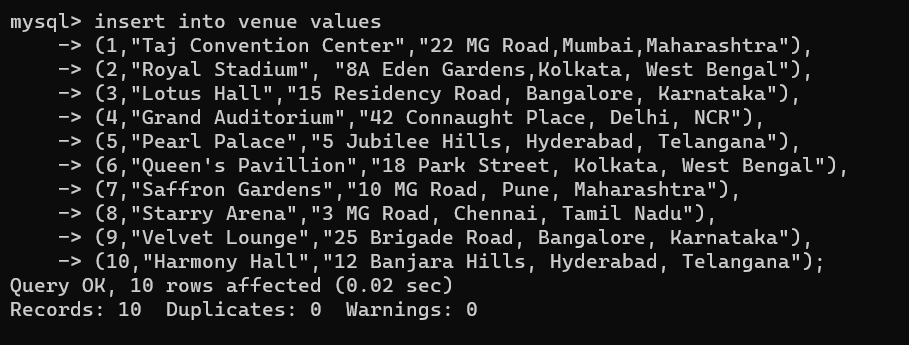 mysql> insert into venue values
-> (1,"Taj Convention Center","22 MG Road,Mumbai,Maharashtra"),
-> (2,"Royal Stadium", "8A Eden Gardens,Kolkata, West Bengal"),
-> (3,"Lotus Hall","15 Residency Road, Bangalore, Karnataka"),
-> (4,"Grand Auditorium","42 Connaught Place, Delhi, NCR"),
-> (5,"Pearl Palace","5 Jubilee Hills, Hyderabad, Telangana"),
-> (6,"Queen's Pavillion","18 Park Street, Kolkata, West Bengal"),
-> (7,"Saffron Gardens","10 MG Road, Pune, Maharashtra"),
-> (8,"Starry Arena","3 MG Road, Chennai, Tamil Nadu"),
-> (9,"Velvet Lounge","25 Brigade Road, Bangalore, Karnataka"),
-> (10,"Harmony Hall","12 Banjara Hills, Hyderabad, Telangana");
Query OK, 10 rows affected (0.02 sec)
Records: 10  Duplicates: 0  Warnings: 0